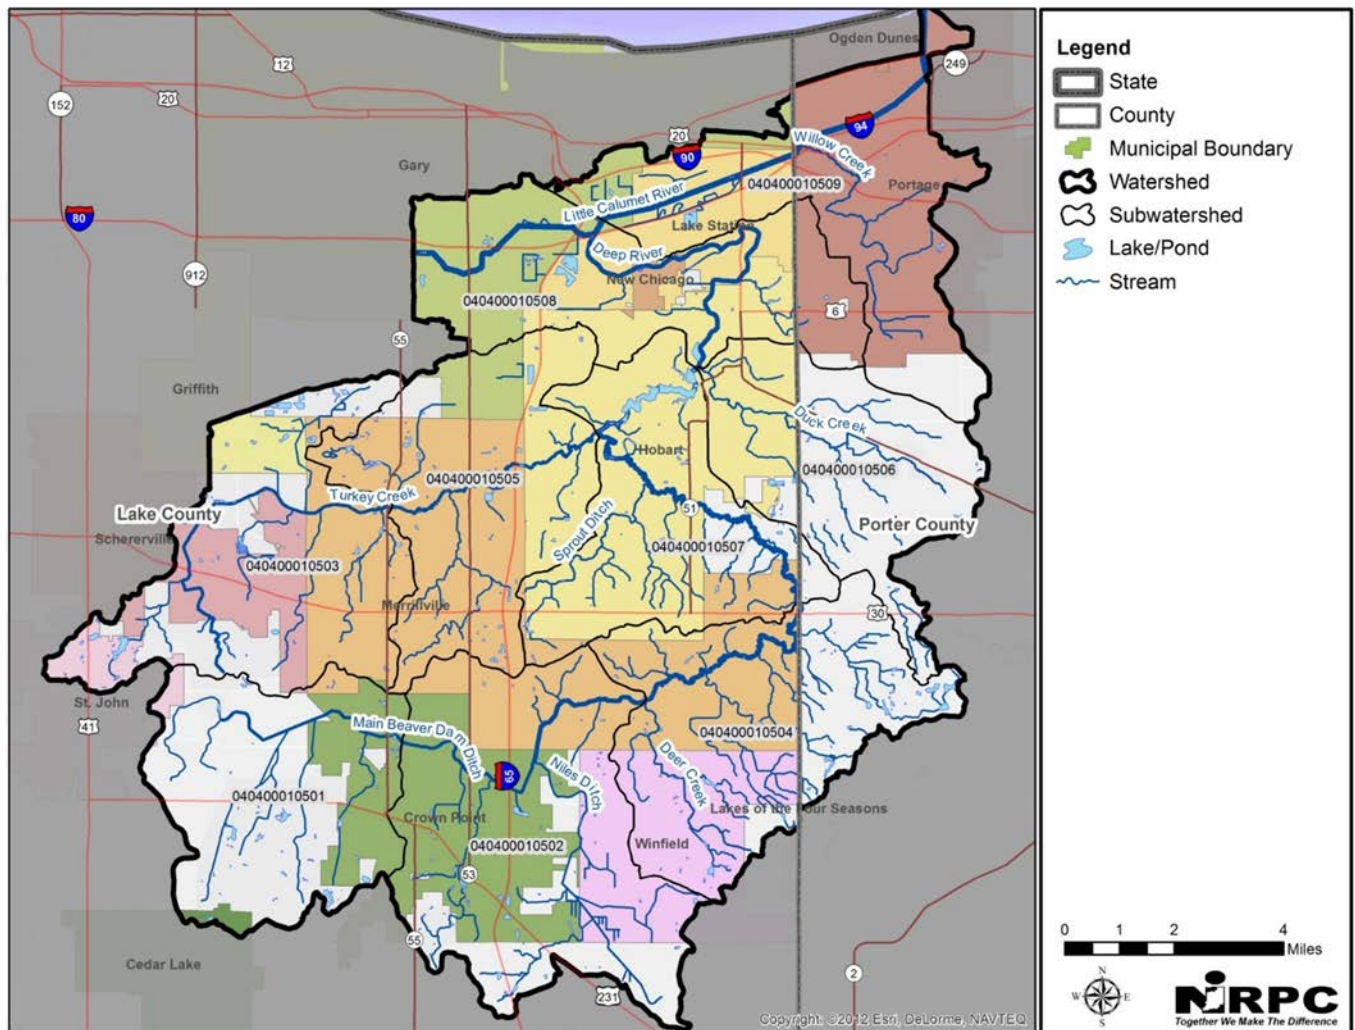 Ogden Dunes
12
249
20
152
94
20
Willow Creek
90
Gary
040400010509
Portage
Little Calumet River
80
Lake Station
Deep River
912
New Chicago
040400010508
6
55
Griffith
Duck Creek
Hobart
040400010506
040400010505
Turkey Creek
51
Lake County
Sprout Ditch
Porter County
Schererville
040400010507
040400010503
Merrillville
30
St. John
41
Main Beaver Dam Ditch
040400010504
Deer Creek
65
Niles Ditch
040400010501
Lakes of the Four Seasons
Crown Point
040400010502
Winfield
53
55
Cedar Lake
2
231
Copyright: ©2012 Esri, DeLorme, NAVTEQ
Legend
State
County
Municipal Boundary
Watershed
Subwatershed
Lake/Pond
Stream
0 1 2 4
Miles
N
W E
S
NIRPC
Together We Make The Difference